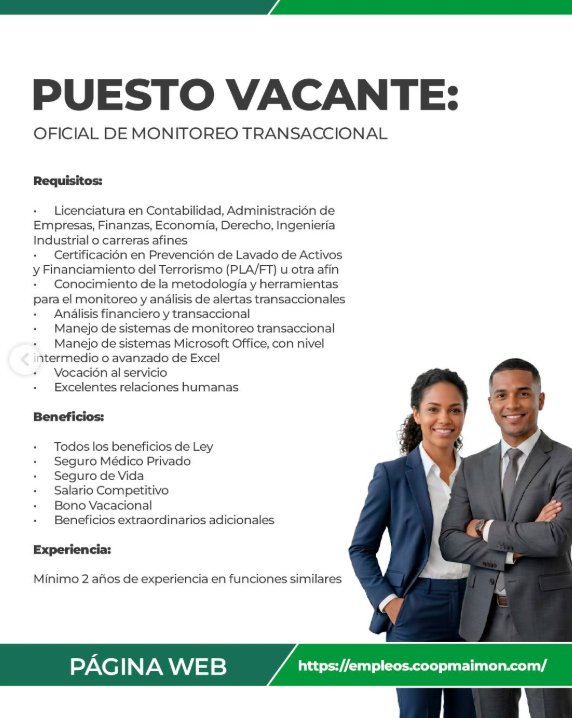 PUESTO VACANTE:
OFICIAL DE MONITOREO TRANSACCIONAL
Requisitos:
• Licenciatura en Contabilidad, Administración de
Empresas, Finanzas, Economía, Derecho, Ingeniería
Industrial o carreras afines
• Certificación en Prevención de Lavado de Activos
y Financiamiento del Terrorismo (PLA/FT) u otra afín
• Conocimiento de la metodología y herramientas
para el monitoreo y análisis de alertas transaccionales
• Análisis financiero y transaccional
• Manejo de sistemas de monitoreo transaccional
• Manejo de sistemas Microsoft Office, con nivel
intermedio o avanzado de Excel
• Vocación al servicio
• Excelentes relaciones humanas
Beneficios:
• Todos los beneficios de Ley
• Seguro Médico Privado
• Seguro de Vida
• Salario Competitivo
• Bono Vacacional
• Beneficios extraordinarios adicionales
Experiencia:
Mínimo 2 años de experiencia en funciones similares
PÁGINA WEB
https://empleos.coopmaimon.com/